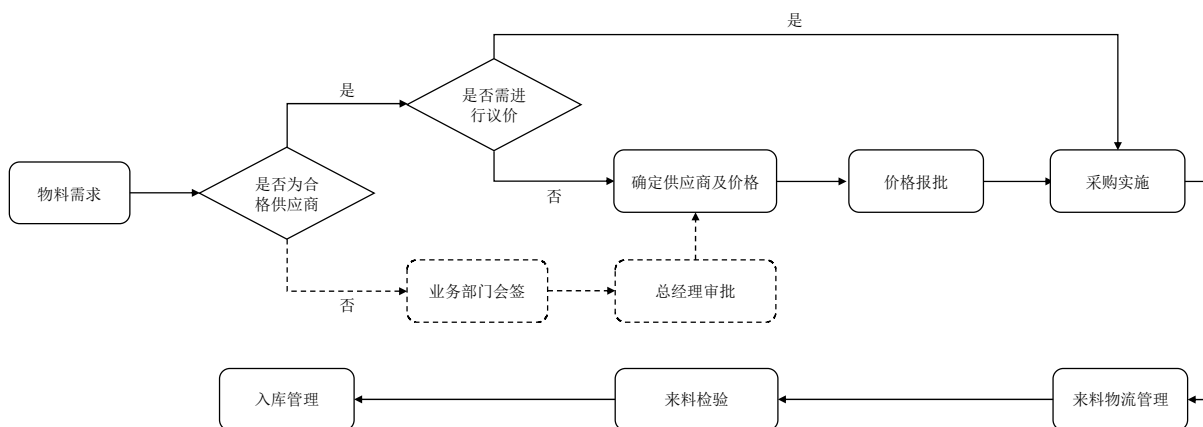 是
是
是否需进
行议价
物料需求
是否为合
格供应商
否
确定供应商及价格
价格报批
采购实施
否
业务部门会签
总经理审批
入库管理
来料检验
来料物流管理